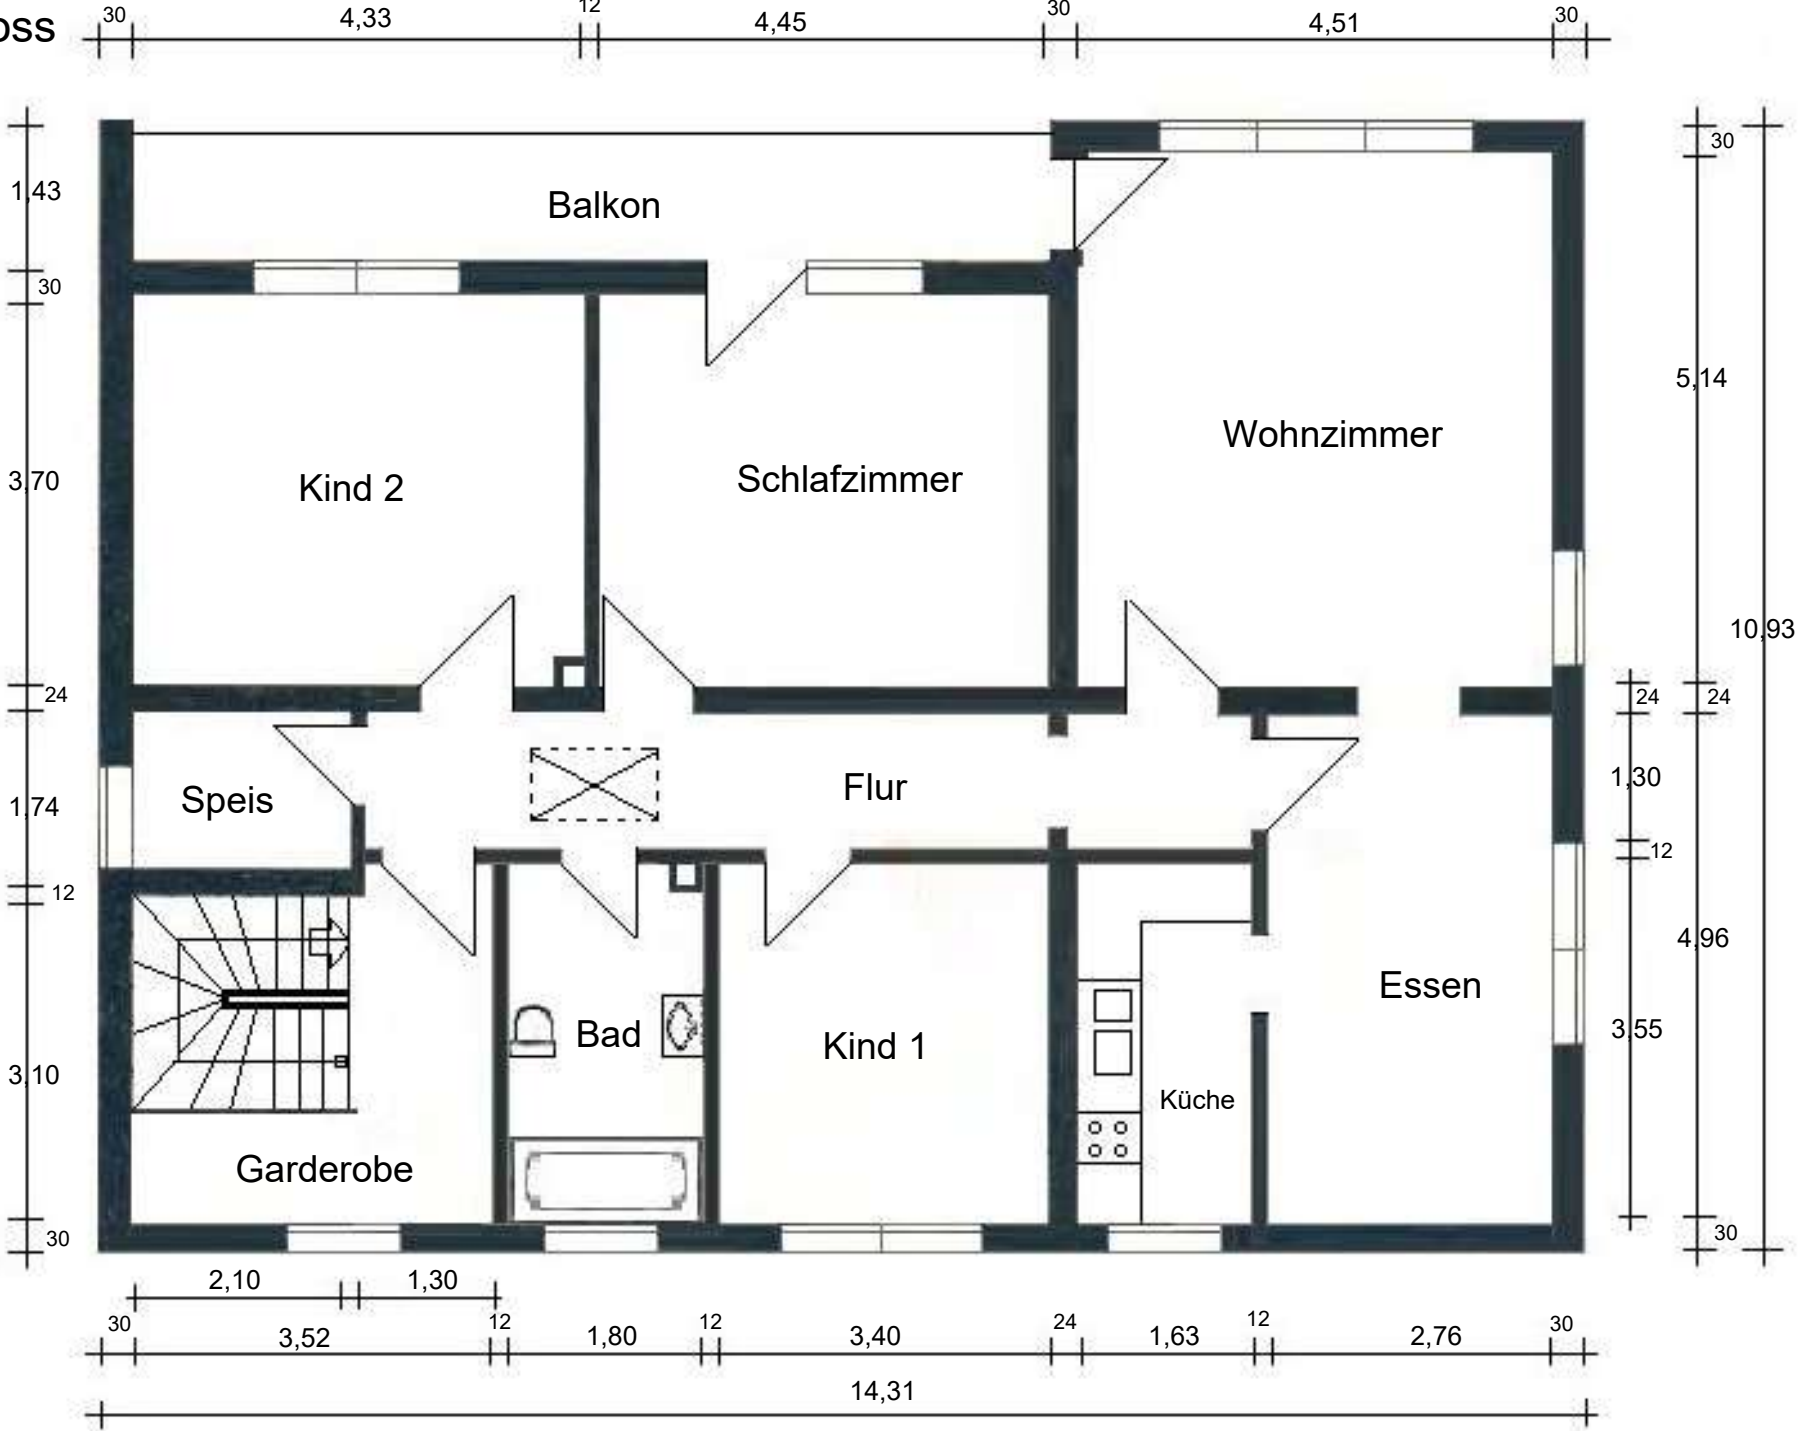 oss
30 4,33 12 4,45 30 4,51 30
30
1,43
Balkon
30
5,14
Wohnzimmer
3,70
Kind 2
Schlafzimmer
10,93
24
24
24
Speis
Flur
1,30
1,74
12
12
4,96
Essen
3,55
Bad
Kind 1
3,10
Küche
Garderobe
30
30
2,10 1,30
30 3,52 12 1,80 12 3,40 24 1,63 12 2,76 30
14,31